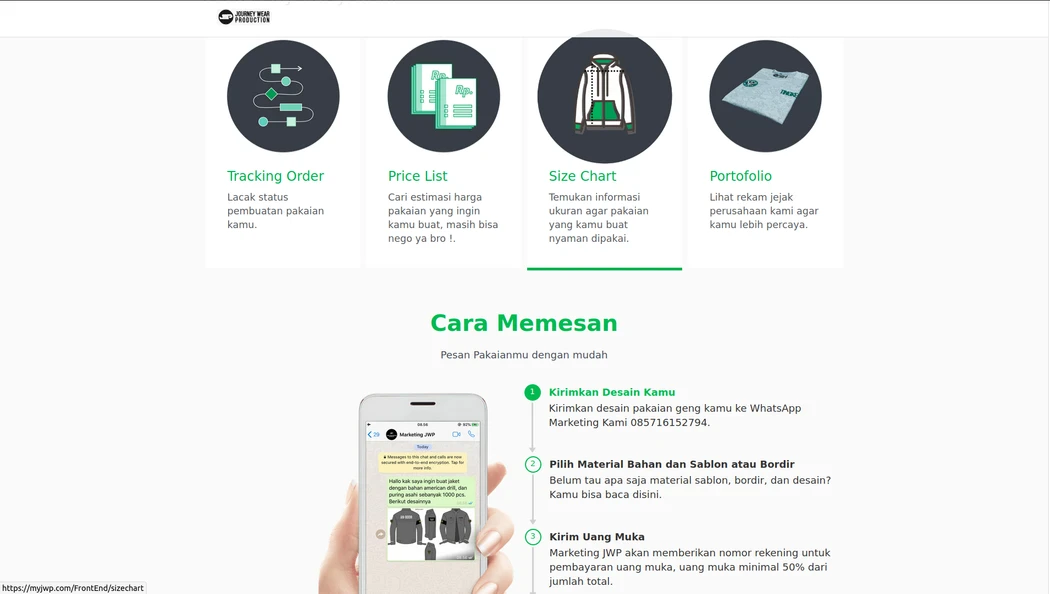 JOURNEY WEAR
PRODUCTION
Rp.
Rp.
Tracking Order
Lacak status
pembuatan pakaian
kamu.
Price List
Cari estimasi harga
pakaian yang ingin
kamu buat, masih bisa
nego ya bro !.
Size Chart
Temukan informasi
ukuran agar pakaian
yang kamu buat
nyaman dipakai.
Portofolio
Lihat rekam jejak
perusahaan kami agar
kamu lebih percaya.
Cara Memesan
Pesan Pakaianmu dengan mudah
08.58
92%
29
Marketing JWP
Today
Messages to this chat and calls are now
secured with end-to-end encryption. Tap for
more info.
Hallo kak saya ingin buat jaket
dengan bahan american drill, dan
puring asahi sebanyak 1000 pcs.
Berikut desainnya
1
Kirimkan Desain Kamu
Kirimkan desain pakaian geng kamu ke WhatsApp
Marketing Kami 085716152794.
2
Pilih Material Bahan dan Sablon atau Bordir
Belum tau apa saja material sablon, bordir, dan desain?
Kamu bisa baca disini.
3
Kirim Uang Muka
Marketing JWP akan memberikan nomor rekening untuk
pembayaran uang muka, uang muka minimal 50% dari
jumlah total.
https://myjwp.com/FrontEnd/sizechart